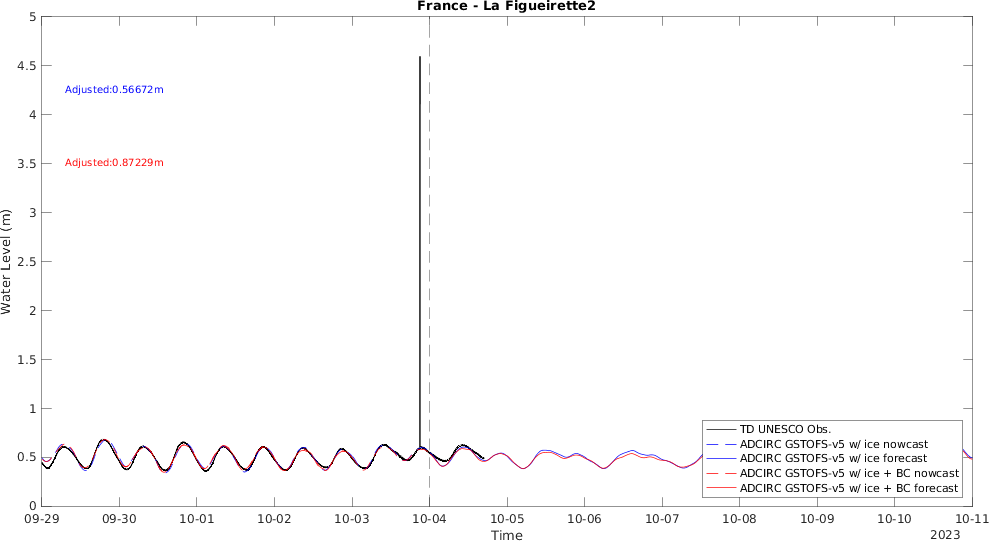 France - La Figueirette2
5
4.5
4
3.5
3
2.5
2
1.5
1
0.5
0
Water Level (m)
Adjusted:0.56672m
Adjusted:0.87229m
TD UNESCO Obs.
ADCIRC GSTOFS-v5 w/ ice nowcast
ADCIRC GSTOFS-v5 w/ ice forecast
ADCIRC GSTOFS-v5 w/ ice + BC nowcast
ADCIRC GSTOFS-v5 w/ ice + BC forecast
09-29 09-30 10-01 10-02 10-03 10-04 10-05 10-06 10-07 10-08 10-09 10-10 10-11
Time
2023